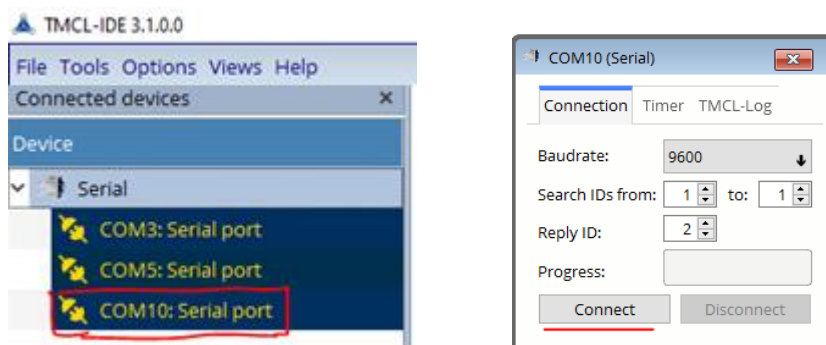 TMCL-IDE 3.1.0.0
File Tools Options Views Help
Connected devices
Device
Serial
COM3: Serial port
COM5: Serial port
COM10: Serial port
COM10 (Serial)
Connection Timer TMCL-Log
Baudrate: 9600
Search IDs from: 1 to: 1
Reply ID: 2
Progress:
Connect Disconnect